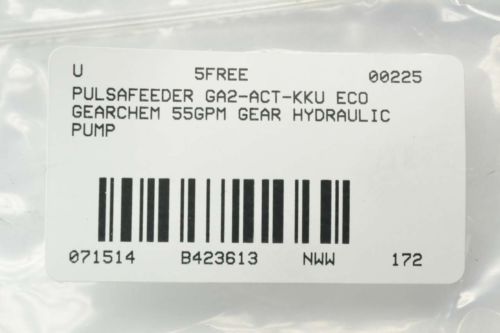 U 5FREE 00225
PULSAFEEDER GA2-ACT-KKU ECO
GEARCHEM 55GPM GEAR HYDRAULIC
PUMP
071514 B423613 NWW 172